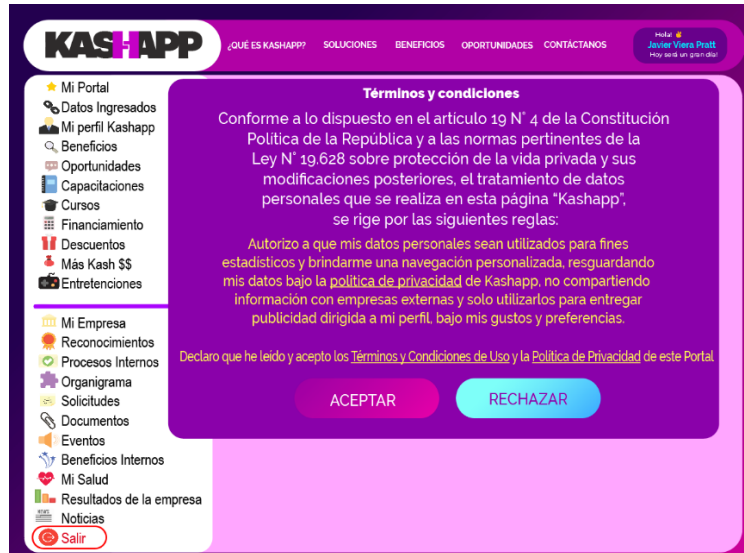 KASHAPP
¿QUÉ ES KASHAPP? SOLUCIONES BENEFICIOS OPORTUNIDADES CONTÁCTANOS
Hola!
Javier Viera Pratt
Hoy será un gran día!
Mi Portal
Datos Ingresados
Mi perfil Kashapp
Beneficios
Oportunidades
Capacitaciones
Cursos
Financiamiento
Descuentos
Más Kash $$
Entretenciones
Mi Empresa
Reconocimientos
Procesos Internos
Organigrama
Solicitudes
Documentos
Eventos
Beneficios Internos
Mi Salud
Resultados de la empresa
NEWS
Noticias
Salir
Términos y condiciones
Conforme a lo dispuesto en el artículo 19 N° 4 de la Constitución
Política de la República y a las normas pertinentes de la
Ley N° 19.628 sobre protección de la vida privada y sus
modificaciones posteriores, el tratamiento de datos
personales que se realiza en esta página “Kashapp”,
se rige por las siguientes reglas:
Autorizo a que mis datos personales sean utilizados para fines
estadísticos y brindarme una navegación personalizada, resguardando
mis datos bajo la política de privacidad de Kashapp, no compartiendo
información con empresas externas y solo utilizarlos para entregar
publicidad dirigida a mi perfil, bajo mis gustos y preferencias.
Declaro que he leído y acepto los Términos y Condiciones de Uso y la Política de Privacidad de este Portal
ACEPTAR RECHAZAR